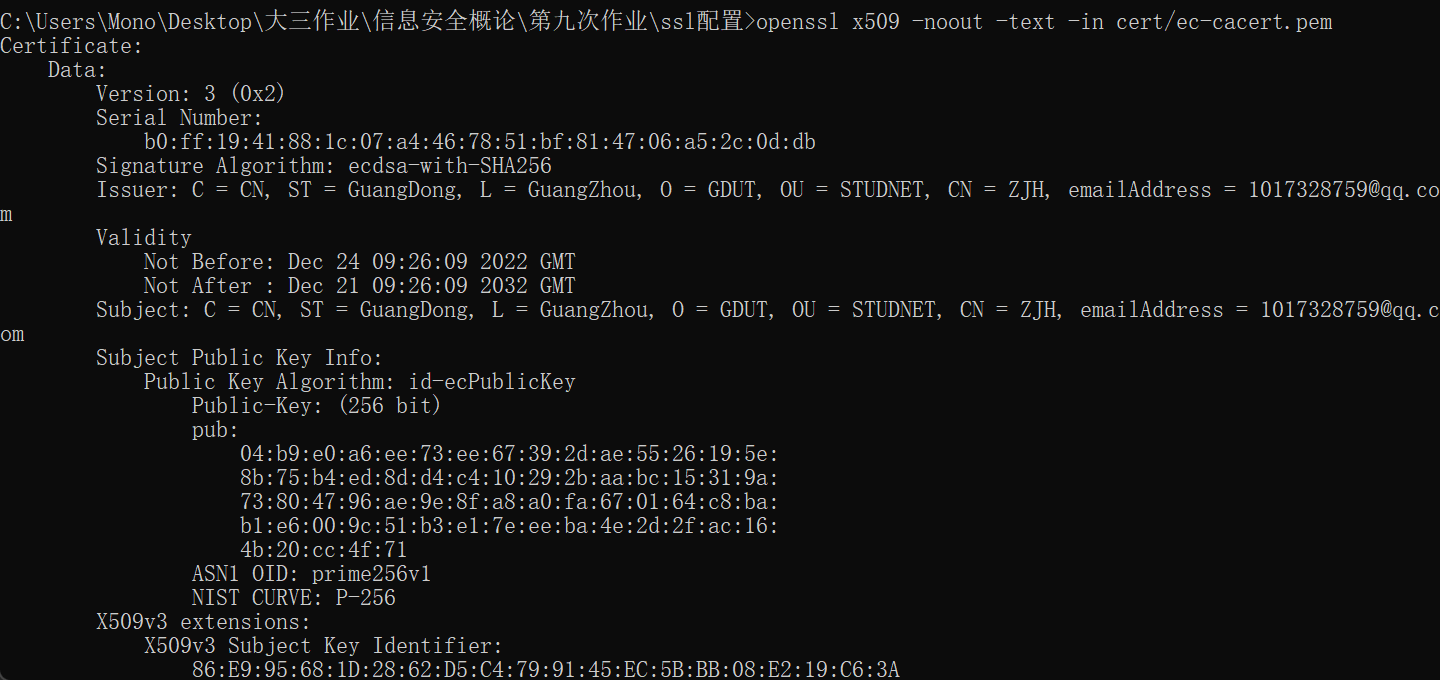 C:\Users\Mono\Desktop\大三作业\信息安全概论\第九次作业\ssl配置>openssl x509 -noout -text -in cert/ec-cacert.pem
Certificate:
    Data:
        Version: 3 (0x2)
        Serial Number:
            b0:ff:19:41:88:1c:07:a4:46:78:51:bf:81:47:06:a5:2c:0d:db
        Signature Algorithm: ecdsa-with-SHA256
        Issuer: C = CN, ST = GuangDong, L = GuangZhou, O = GDUT, OU = STUDNET, CN = ZJH, emailAddress = 1017328759@qq.co
m
        Validity
            Not Before: Dec 24 09:26:09 2022 GMT
            Not After : Dec 21 09:26:09 2032 GMT
        Subject: C = CN, ST = GuangDong, L = GuangZhou, O = GDUT, OU = STUDNET, CN = ZJH, emailAddress = 1017328759@qq.c
om
        Subject Public Key Info:
            Public Key Algorithm: id-ecPublicKey
                Public-Key: (256 bit)
                pub:
                    04:b9:e0:a6:ee:73:ee:67:39:2d:ae:55:26:19:5e:
                    8b:75:b4:ed:8d:d4:c4:10:29:2b:aa:bc:15:31:9a:
                    73:80:47:96:ae:9e:8f:a8:a0:fa:67:01:64:c8:ba:
                    b1:e6:00:9c:51:b3:e1:7e:ee:ba:4e:2d:2f:ac:16:
                    4b:20:cc:4f:71
                ASN1 OID: prime256v1
                NIST CURVE: P-256
        X509v3 extensions:
            X509v3 Subject Key Identifier:
                86:E9:95:68:1D:28:62:D5:C4:79:91:45:EC:5B:BB:08:E2:19:C6:3A